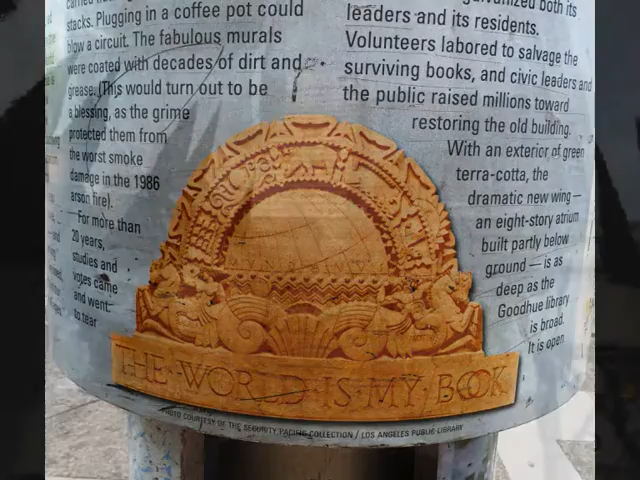 stacks. Plugging in a coffee pot could
blow a circuit. The fabulous murals
were coated with decades of dirt and
grease. (This would turn out to be
a blessing, as the grime
protected them from
the worst smoke
damage in the 1986
arson fire).
For more than
20 years,
studies and
votes came
and went
to tear
both its
leaders and its residents.
Volunteers labored to salvage the
surviving books, and civic leaders and
the public raised millions toward
restoring the old building.
With an exterior of green
terra-cotta, the
dramatic new wing —
an eight-story atrium
built partly below
ground — is as
deep as the
Goodhue library
is broad.
It is open
THE·WORLD·IS·MY·BOOK
PHOTO COURTESY OF THE SECURITY PACIFIC COLLECTION / LOS ANGELES PUBLIC LIBRARY